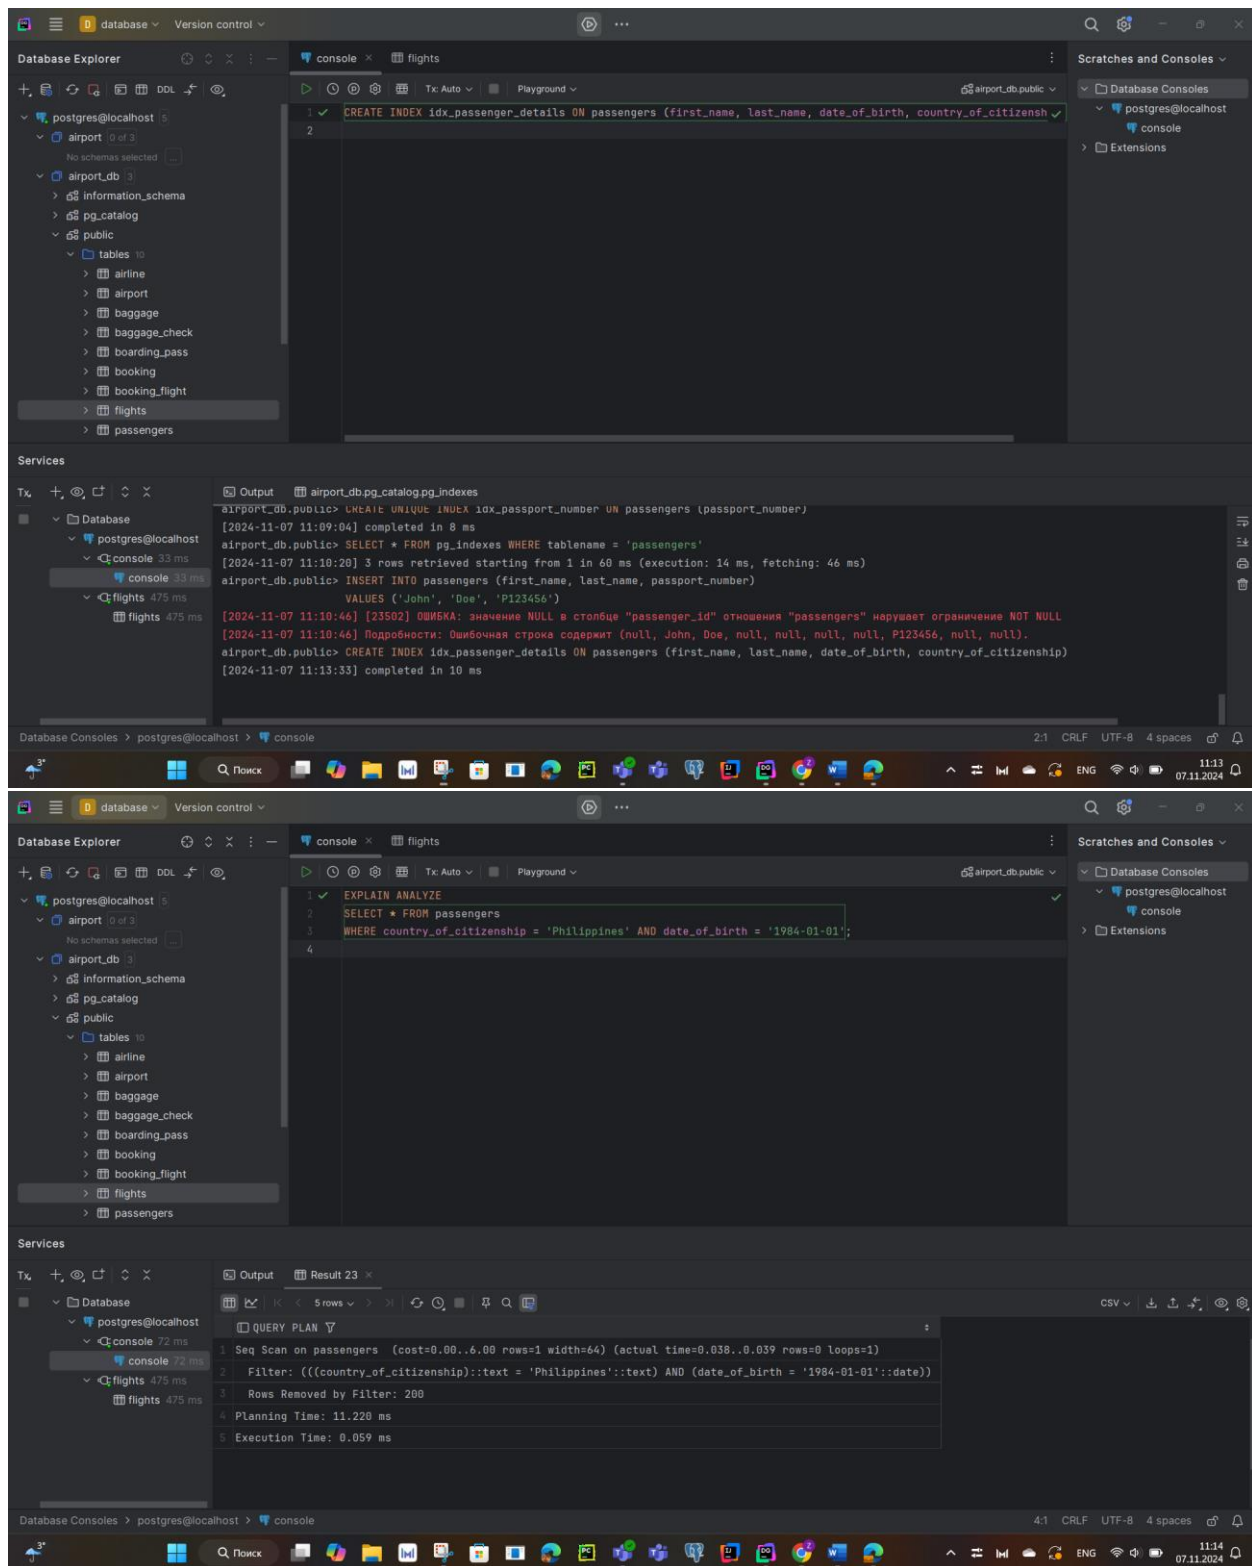 D database Version control
Database Explorer
console
flights
Scratches and Consoles
DDL
Tx: Auto
Playground
airport_db.public
postgres@localhost 5
airport 0 of 3
No schemas selected ...
airport_db 3
information_schema
pg_catalog
public
tables 10
airline
airport
baggage
baggage_check
boarding_pass
booking
booking_flight
flights
passengers
1 CREATE INDEX idx_passenger_details ON passengers (first_name, last_name, date_of_birth, country_of_citizensh
2
Database Consoles
postgres@localhost
console
Extensions
Services
Tx
Database
postgres@localhost
console 33 ms
console 33 ms
flights 475 ms
flights 475 ms
Output airport_db.pg_catalog.pg_indexes
airport_db.public> CREATE UNIQUE INDEX idx_passport_number ON passengers (passport_number)
[2024-11-07 11:09:04] completed in 8 ms
airport_db.public> SELECT * FROM pg_indexes WHERE tablename = 'passengers'
[2024-11-07 11:10:20] 3 rows retrieved starting from 1 in 60 ms (execution: 14 ms, fetching: 46 ms)
airport_db.public> INSERT INTO passengers (first_name, last_name, passport_number)
VALUES ('John', 'Doe', 'P123456')
[2024-11-07 11:10:46] [23502] ОШИБКА: значение NULL в столбце "passenger_id" отношения "passengers" нарушает ограничение NOT NULL
[2024-11-07 11:10:46] Подробности: Ошибочная строка содержит (null, John, Doe, null, null, null, null, P123456, null, null).
airport_db.public> CREATE INDEX idx_passenger_details ON passengers (first_name, last_name, date_of_birth, country_of_citizenship)
[2024-11-07 11:13:33] completed in 10 ms
Database Consoles > postgres@localhost > console
2:1 CRLF UTF-8 4 spaces
3°
Поиск
ENG
11:13
07.11.2024
D database Version control
Database Explorer
console
flights
Scratches and Consoles
DDL
Tx: Auto
Playground
airport_db.public
postgres@localhost 5
airport 0 of 3
No schemas selected ...
airport_db 3
information_schema
pg_catalog
public
tables 10
airline
airport
baggage
baggage_check
boarding_pass
booking
booking_flight
flights
passengers
1 EXPLAIN ANALYZE
2 SELECT * FROM passengers
3 WHERE country_of_citizenship = 'Philippines' AND date_of_birth = '1984-01-01';
4
Database Consoles
postgres@localhost
console
Extensions
Services
Tx
Database
postgres@localhost
console 72 ms
console 72 ms
flights 475 ms
flights 475 ms
Output Result 23
5 rows
CSV
QUERY PLAN
1 Seq Scan on passengers (cost=0.00..6.00 rows=1 width=64) (actual time=0.038..0.039 rows=0 loops=1)
2 Filter: (((country_of_citizenship)::text = 'Philippines'::text) AND (date_of_birth = '1984-01-01'::date))
3 Rows Removed by Filter: 200
4 Planning Time: 11.220 ms
5 Execution Time: 0.059 ms
Database Consoles > postgres@localhost > console
4:1 CRLF UTF-8 4 spaces
3°
Поиск
ENG
11:14
07.11.2024